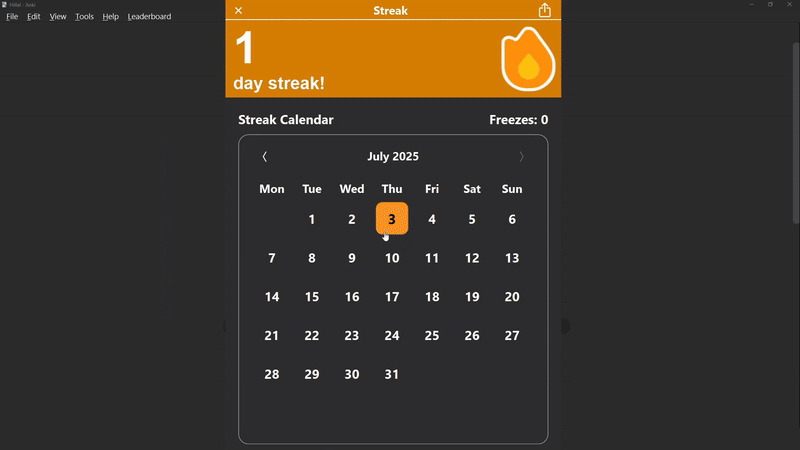 Hillel - Anki
File Edit View Tools Help Leaderboard
Streak
1
day streak!
Streak Calendar Freezes: 0
July 2025
Mon Tue Wed Thu Fri Sat Sun
1 2 3 4 5 6
7 8 9 10 11 12 13
14 15 16 17 18 19 20
21 22 23 24 25 26 27
28 29 30 31